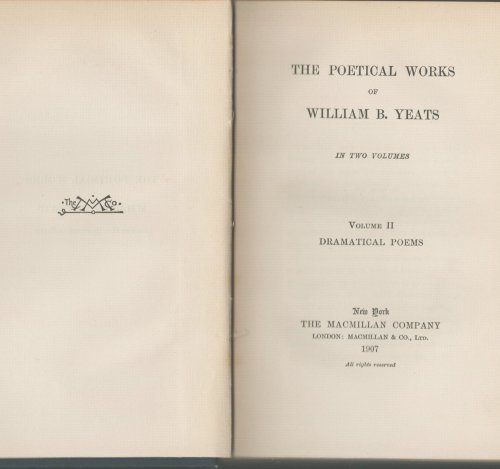 The MM Co.
THE POETICAL WORKS
OF
WILLIAM B. YEATS
IN TWO VOLUMES
VOLUME II
DRAMATICAL POEMS
New York
THE MACMILLAN COMPANY
LONDON: MACMILLAN & CO., LTD.
1907
All rights reserved